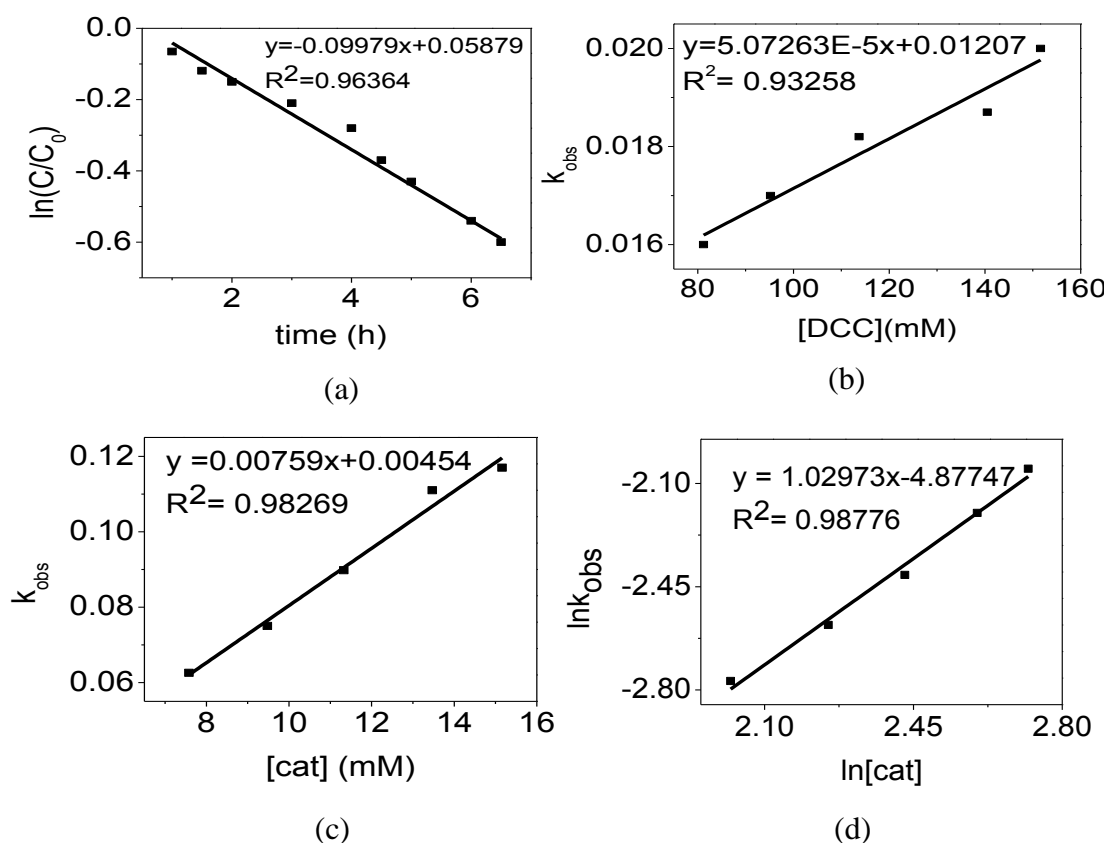 y=-0.09979x+0.05879
R²=0.96364
0.0
-0.2
-0.4
-0.6
ln(C/C₀)
2
4
6
time (h)
(a)
y=5.07263E-5x+0.01207
R²=0.93258
0.020
0.018
0.016
k_obs
80
100
120
140
160
[DCC](mM)
(b)
y =0.00759x+0.00454
R²= 0.98269
0.12
0.10
0.08
0.06
k_obs
8
10
12
14
16
[cat] (mM)
(c)
y = 1.02973x-4.87747
R²= 0.98776
-2.10
-2.45
-2.80
lnk_obs
2.10
2.45
2.80
ln[cat]
(d)